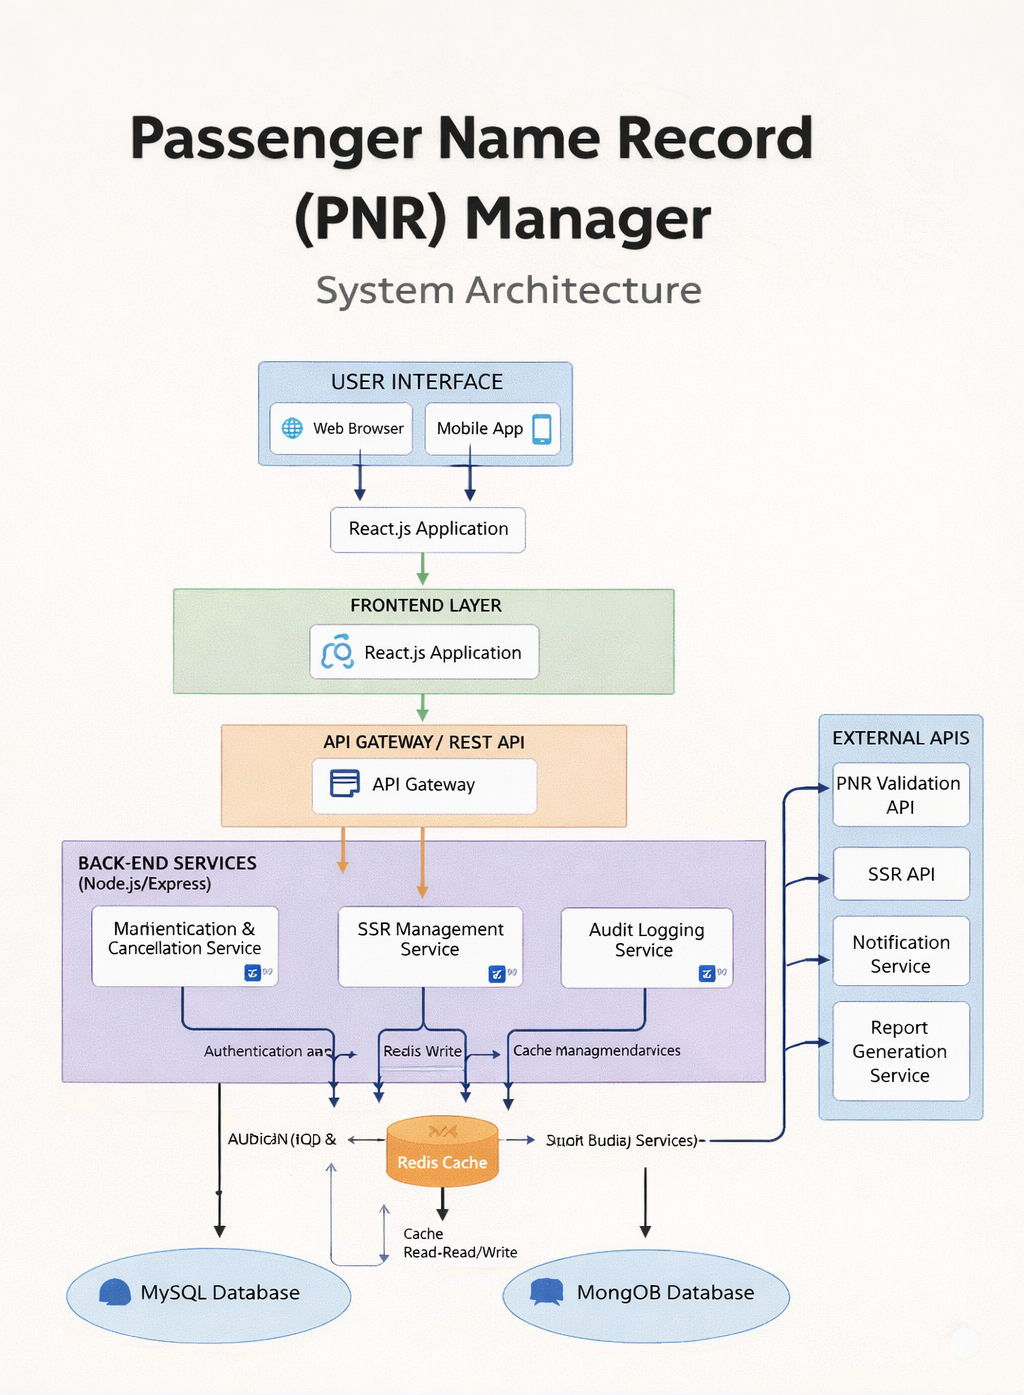 Passenger Name Record
(PNR) Manager
System Architecture
USER INTERFACE
Web Browser
Mobile App
React.js Application
FRONTEND LAYER
React.js Application
API GATEWAY / REST API
API Gateway
EXTERNAL APIS
PNR Validation
API
SSR API
Notification
Service
Report
Generation
Service
BACK-END SERVICES
(Node.js/Express)
& 
Cancellation Service
SSR Management
Service
Audit Logging
Service
Authentication and
Redis Write
Cache
Redis Cache
Services)
Cache
Read-Read/Write
MySQL Database
MongOB Database